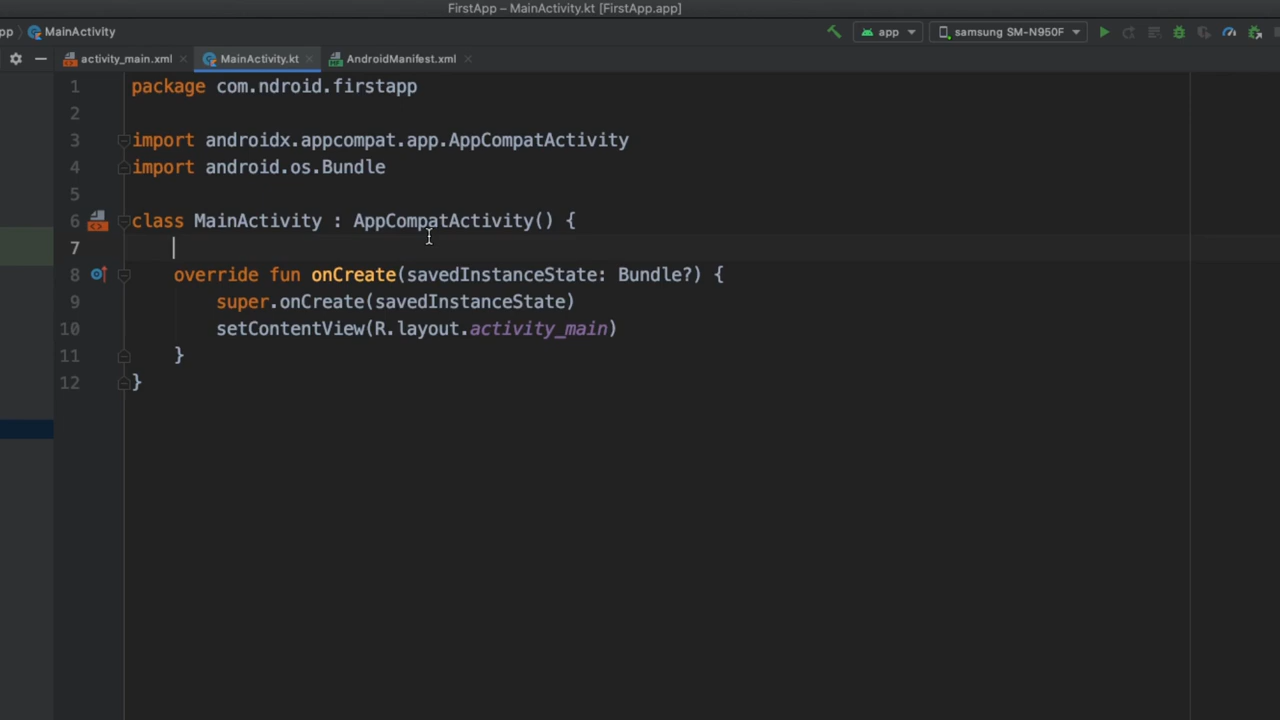 FirstApp – MainActivity.kt [FirstApp.app]
pp MainActivity app samsung SM-N950F
activity_main.xml MainActivity.kt AndroidManifest.xml
1 package com.ndroid.firstapp
2
3 import androidx.appcompat.app.AppCompatActivity
4 import android.os.Bundle
5
6 class MainActivity : AppCompatActivity() {
7
8 override fun onCreate(savedInstanceState: Bundle?) {
9 super.onCreate(savedInstanceState)
10 setContentView(R.layout.activity_main)
11 }
12 }